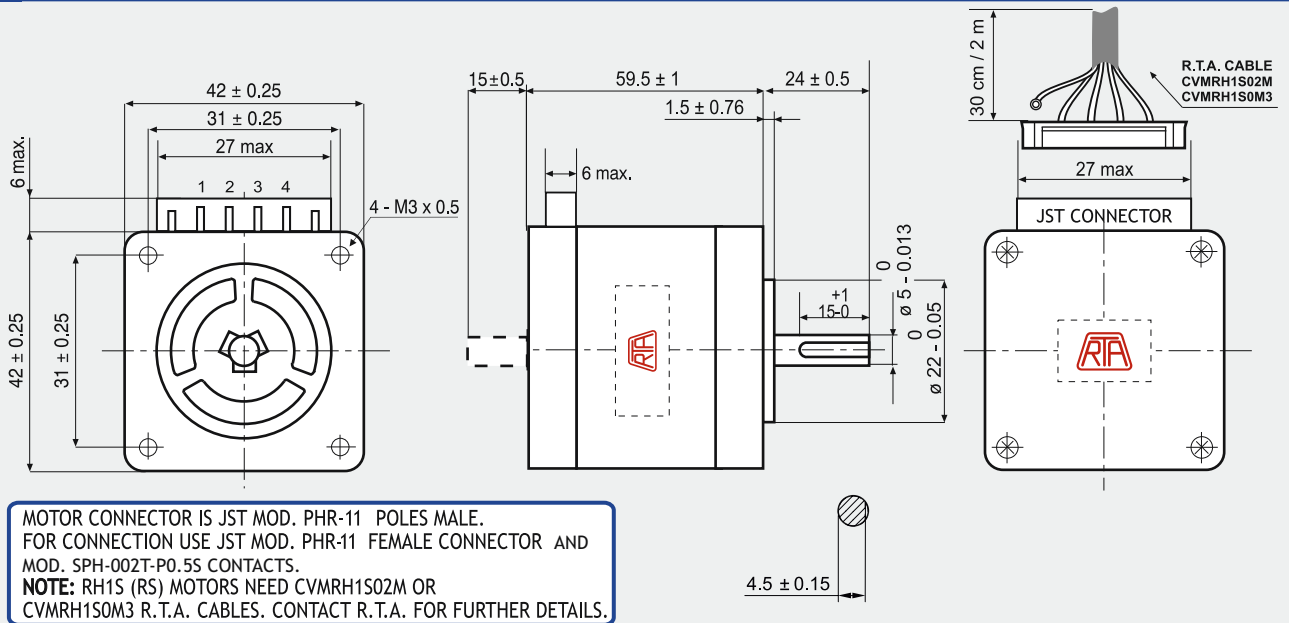 42 ± 0.25
31 ± 0.25
27 max
6 max.
1 2 3 4
4 - M3 x 0.5
42 ± 0.25
31 ± 0.25
15±0.5
59.5 ± 1
24 ± 0.5
1.5 ± 0.76
6 max.
+1
15-0
0
ø 5 - 0.013
0
ø 22 - 0.05
RTA
4.5 ± 0.15
30 cm / 2 m
R.T.A. CABLE
CVMRH1S02M
CVMRH1S0M3
27 max
JST CONNECTOR
RTA
MOTOR CONNECTOR IS JST MOD. PHR-11 POLES MALE.
FOR CONNECTION USE JST MOD. PHR-11 FEMALE CONNECTOR AND
MOD. SPH-002T-P0.5S CONTACTS.
NOTE: RH1S (RS) MOTORS NEED CVMRH1S02M OR
CVMRH1S0M3 R.T.A. CABLES. CONTACT R.T.A. FOR FURTHER DETAILS.